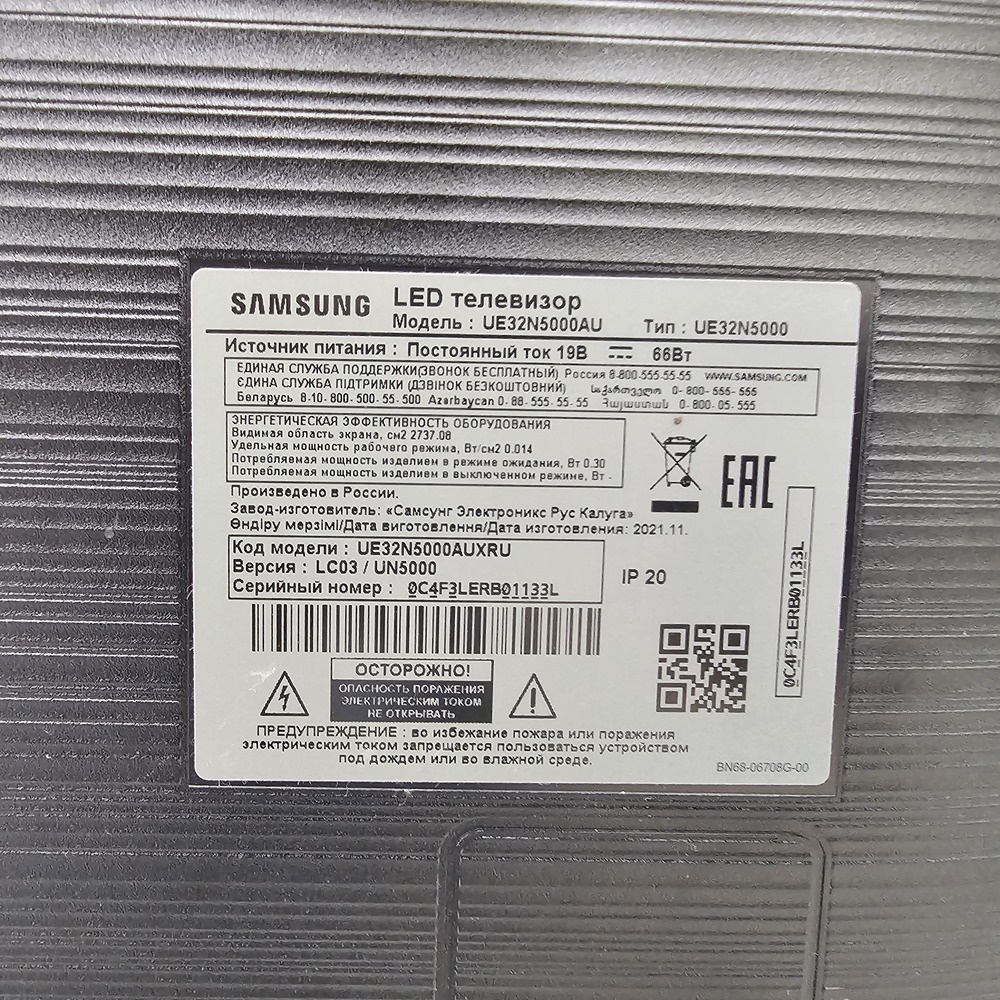 SAMSUNG LED телевизор
Модель : UE32N5000AU Тип : UE32N5000
Источник питания : Постоянный ток 19В 66Вт
ЕДИНАЯ СЛУЖБА ПОДДЕРЖКИ(ЗВОНОК БЕСПЛАТНЫЙ) Россия 8-800-555-55-55 WWW.SAMSUNG.COM
ЄДИНА СЛУЖБА ПІДТРИМКИ (ДЗВІНОК БЕЗКОШТОВНИЙ) საქართველო 0-800-555-555
Беларусь 8-10-800-500-55-500 Azərbaycan 0-88-555-55-55 Հայաստան 0-800-05-555
ЭНЕРГЕТИЧЕСКАЯ ЭФФЕКТИВНОСТЬ ОБОРУДОВАНИЯ
Видимая область экрана, см2 2737.08
Удельная мощность рабочего режима, Вт/см2 0.014
Потребляемая мощность изделием в режиме ожидания, Вт 0.30
Потребляемая мощность изделием в выключенном режиме, Вт -
EAC
Произведено в России.
Завод-изготовитель: «Самсунг Электроникс Рус Калуга»
Өндіру мерзімі/Дата виготовлення/Дата изготовления: 2021.11.
Код модели : UE32N5000AUXRU
Версия : LC03 / UN5000
Серийный номер : 0C4F3LERB01133L
IP 20
0C4F3LERB01133L
ОСТОРОЖНО!
ОПАСНОСТЬ ПОРАЖЕНИЯ
ЭЛЕКТРИЧЕСКИМ ТОКОМ
НЕ ОТКРЫВАТЬ
ПРЕДУПРЕЖДЕНИЕ : во избежание пожара или поражения
электрическим током запрещается пользоваться устройством
под дождем или во влажной среде.
BN68-06708G-00